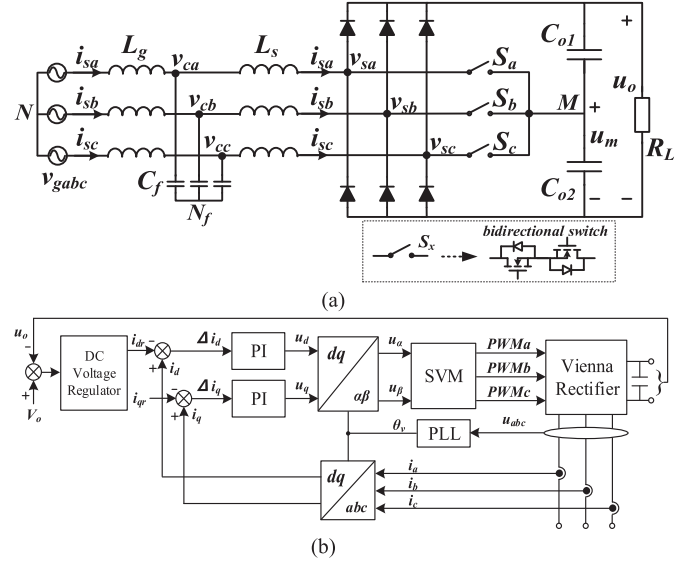 i_sa L_g v_ca L_s i_sa v_sa S_a C_o1 +
N i_sb v_cb i_sb v_sb S_b M + u_o
i_sc v_cc i_sc v_sc S_c u_m R_L
v_gabc C_f C_o2 − −
N_f
S_x bidirectional switch
(a)
u_o − DC Voltage Regulator i_dr − Δi_d PI u_d dq u_α PWMa Vienna Rectifier
+ i_d SVM PWMb
+ V_o i_qr − Δi_q PI u_q αβ u_β PWMc
+ i_q θ_v PLL u_abc
dq i_a
i_b
abc i_c
(b)